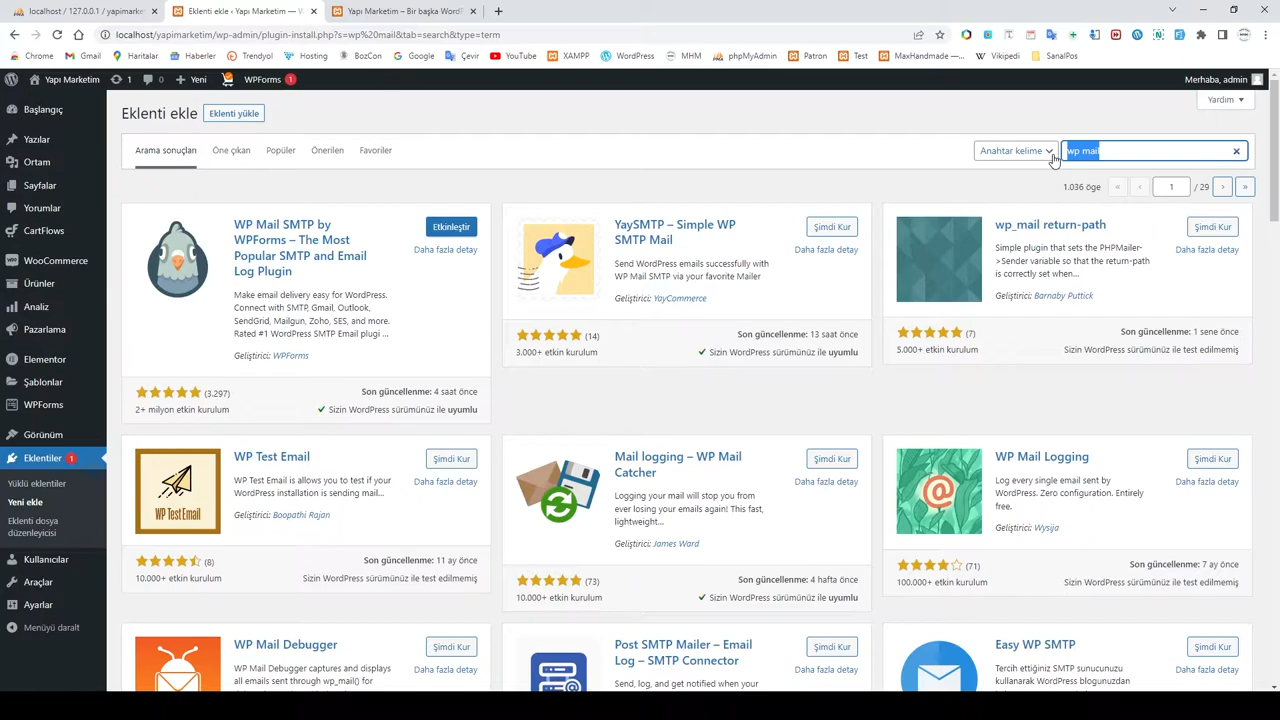 localhost / 127.0.0.1 / yapimarket
Eklenti ekle ‹ Yapı Marketim — W
Yapı Marketim – Bir başka WordP
localhost/yapimarketim/wp-admin/plugin-install.php?s=wp%20mail&tab=search&type=term
Chrome
Gmail
Haritalar
Haberler
Trendyol
Hosting
BozCon
Google
Çevir
YouTube
XAMPP
WordPress
MHM
phpMyAdmin
Patron
Test
MaxHandmade — ...
Vikipedi
SanalPos
Yapı Marketim
1
0
Yeni
WPForms 1
Merhaba, admin
Başlangıç
Yazılar
Ortam
Sayfalar
Yorumlar
CartFlows
WooCommerce
Ürünler
Analiz
Pazarlama
Elementor
Şablonlar
WPForms
Görünüm
Eklentiler 1
Yüklü eklentiler
Yeni ekle
Eklenti dosya
düzenleyicisi
Kullanıcılar
Araçlar
Ayarlar
Menüyü daralt
Yardım
Eklenti ekle
Eklenti yükle
Arama sonuçları
Öne çıkan
Popüler
Önerilen
Favoriler
Anahtar kelime
wp mail
1.036 öge
«
‹
1
/ 29
›
»
WP Mail SMTP by
WPForms – The Most
Popular SMTP and Email
Log Plugin
Etkinleştir
Daha fazla detay
Make email delivery easy for WordPress.
Connect with SMTP, Gmail, Outlook,
SendGrid, Mailgun, Zoho, SES, and more.
Rated #1 WordPress SMTP Email plugi ...
Geliştirici: WPForms
(3.297)
2+ milyon etkin kurulum
Son güncellenme: 4 saat önce
Sizin WordPress sürümünüz ile uyumlu
YaySMTP – Simple WP
SMTP Mail
Şimdi Kur
Daha fazla detay
Send WordPress emails successfully with
WP Mail SMTP via your favorite Mailer
Geliştirici: YayCommerce
(14)
3.000+ etkin kurulum
Son güncellenme: 13 saat önce
Sizin WordPress sürümünüz ile uyumlu
wp_mail return-path
Şimdi Kur
Daha fazla detay
Simple plugin that sets the PHPMailer-
>Sender variable so that the return-path
is correctly set when...
Geliştirici: Barnaby Puttick
(7)
5.000+ etkin kurulum
Son güncellenme: 1 sene önce
Sizin WordPress sürümünüz ile test edilmemiş
WP Test Email
WP Test Email
Şimdi Kur
Daha fazla detay
WP Test Email is allows you to test if your
WordPress installation is sending mail...
Geliştirici: Boopathi Rajan
(8)
10.000+ etkin kurulum
Son güncellenme: 11 ay önce
Sizin WordPress sürümünüz ile test edilmemiş
Mail logging – WP Mail
Catcher
Şimdi Kur
Daha fazla detay
Logging your mail will stop you from
ever losing your emails again! This fast,
lightweight...
Geliştirici: James Ward
(73)
10.000+ etkin kurulum
Son güncellenme: 4 hafta önce
Sizin WordPress sürümünüz ile uyumlu
WP Mail Logging
Şimdi Kur
Daha fazla detay
Log every single email sent by
WordPress. Zero configuration. Entirely
free.
Geliştirici: Wysija
(71)
100.000+ etkin kurulum
Son güncellenme: 7 ay önce
Sizin WordPress sürümünüz ile test edilmemiş
WP Mail Debugger
Şimdi Kur
Daha fazla detay
WP Mail Debugger captures and displays
all emails sent through wp_mail() for
Post SMTP Mailer – Email
Log – SMTP Connector
Şimdi Kur
Daha fazla detay
Send, log, and get notified when your
Easy WP SMTP
Şimdi Kur
Daha fazla detay
Tercih ettiğiniz SMTP sunucunuzu
kullanarak WordPress blogunuzdan